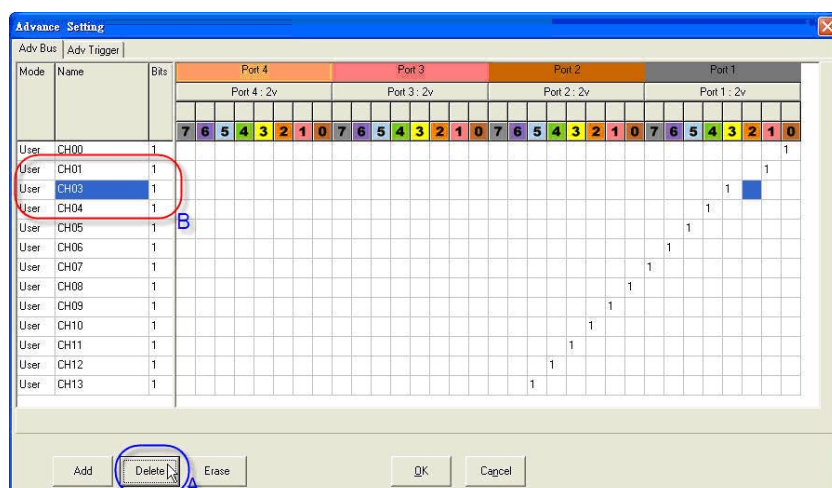 Advance Setting
Adv Bus Adv Trigger
Mode Name Bits Port 4 Port 3 Port 2 Port 1
Port 4 : 2v Port 3 : 2v Port 2 : 2v Port 1 : 2v
7 6 5 4 3 2 1 0 7 6 5 4 3 2 1 0 7 6 5 4 3 2 1 0 7 6 5 4 3 2 1 0
User CH00 1 1
User CH01 1 1
User CH03 1 1
User CH04 1 1
User CH05 1 1
B
User CH06 1 1
User CH07 1 1
User CH08 1 1
User CH09 1 1
User CH10 1 1
User CH11 1 1
User CH12 1 1
User CH13 1 1
Add Delete Erase OK Cancel
A